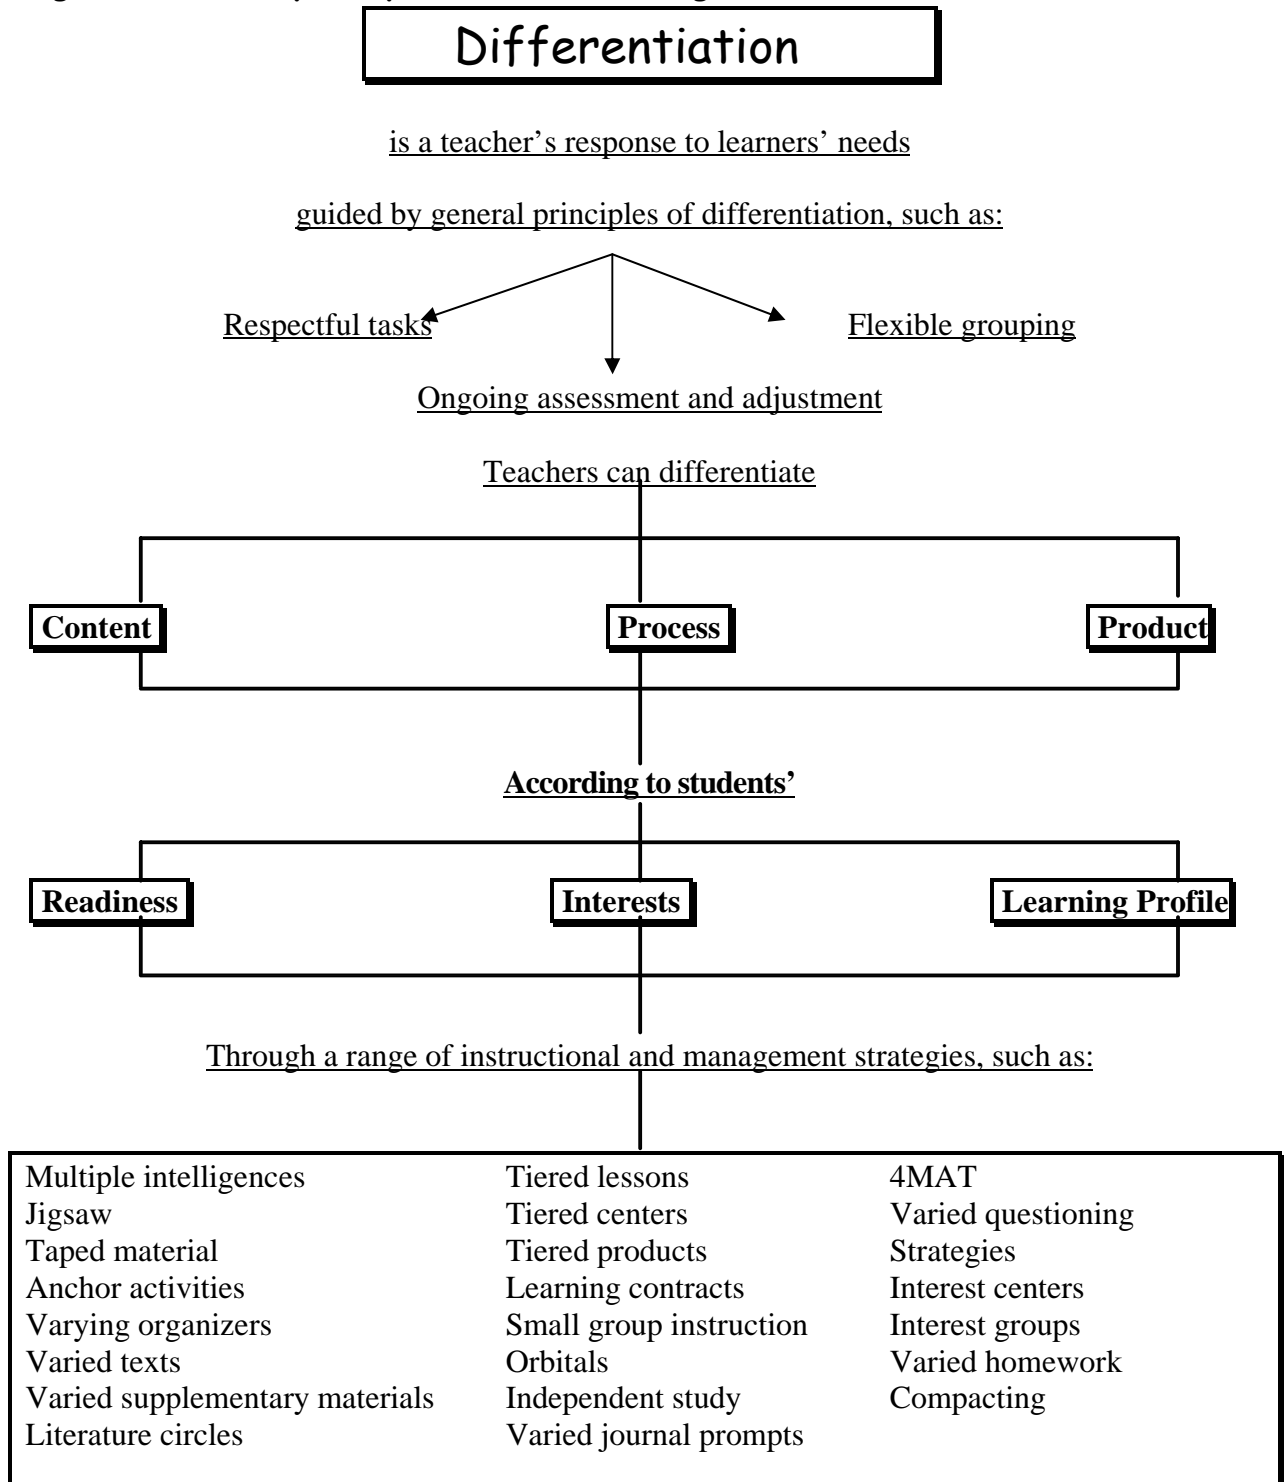 Differentiation
is a teacher’s response to learners’ needs
guided by general principles of differentiation, such as:
Respectful tasks
Flexible grouping
Ongoing assessment and adjustment
Teachers can differentiate
Content
Process
Product
According to students’
Readiness
Interests
Learning Profile
Through a range of instructional and management strategies, such as:
Multiple intelligences
Jigsaw
Taped material
Anchor activities
Varying organizers
Varied texts
Varied supplementary materials
Literature circles
Tiered lessons
Tiered centers
Tiered products
Learning contracts
Small group instruction
Orbitals
Independent study
Varied journal prompts
4MAT
Varied questioning
Strategies
Interest centers
Interest groups
Varied homework
Compacting